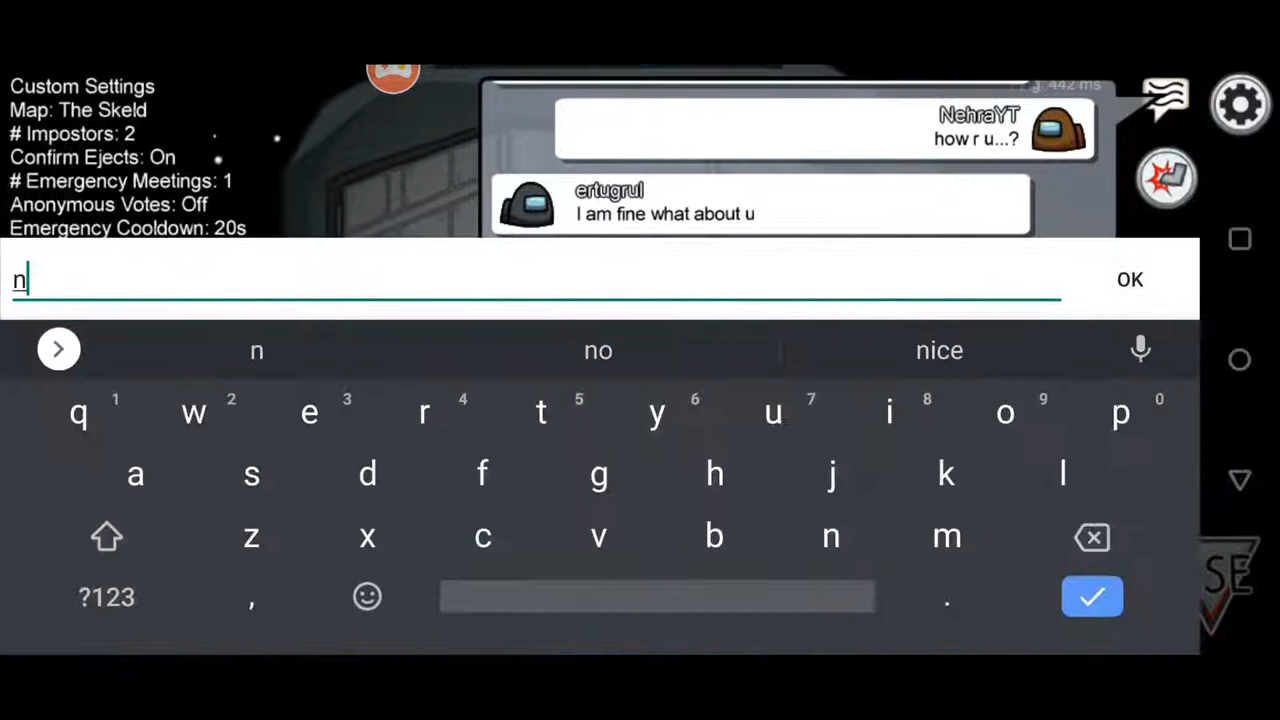 Custom Settings
Map: The Skeld
# Impostors: 2
Confirm Ejects: On
# Emergency Meetings: 1
Anonymous Votes: Off
Emergency Cooldown: 20s
442 ms
NehraYT
how r u...?
ertugrul
I am fine what about u
n
OK
n no nice
q 1 w 2 e 3 r 4 t 5 y 6 u 7 i 8 o 9 p 0
a s d f g h j k l
z x c v b n m
?123 , .
SE